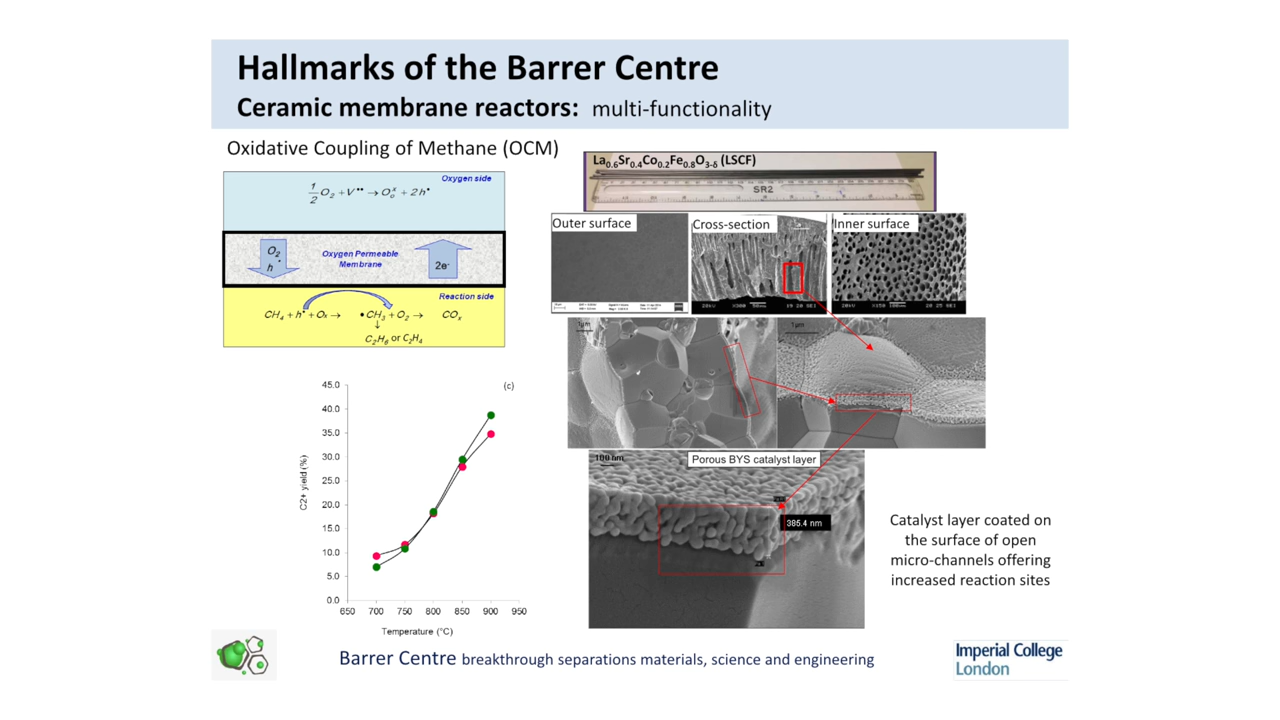 Hallmarks of the Barrer Centre
Ceramic membrane reactors: multi-functionality
Oxidative Coupling of Methane (OCM)
Oxygen side
1/2 O₂ + V•• → Oₒˣ + 2h•
O₂
h•
Oxygen Permeable
Membrane
2e⁻
Reaction side
•CH₃ + O₂ → COₓ
C₂H₆ or C₂H₄
La0.6Sr0.4Co0.2Fe0.8O3-δ (LSCF)
SR2
Outer surface
Cross-section
Inner surface
20kV X150
1µm
1µm
100 nm
Porous BYS catalyst layer
385.4 nm
(c)
C2+ yield (%)
45.0
40.0
35.0
30.0
25.0
20.0
15.0
10.0
5.0
0.0
650 700 750 800 850 900 950
Temperature (°C)
Catalyst layer coated on
the surface of open
micro-channels offering
increased reaction sites
Barrer Centre breakthrough separations materials, science and engineering
Imperial College
London